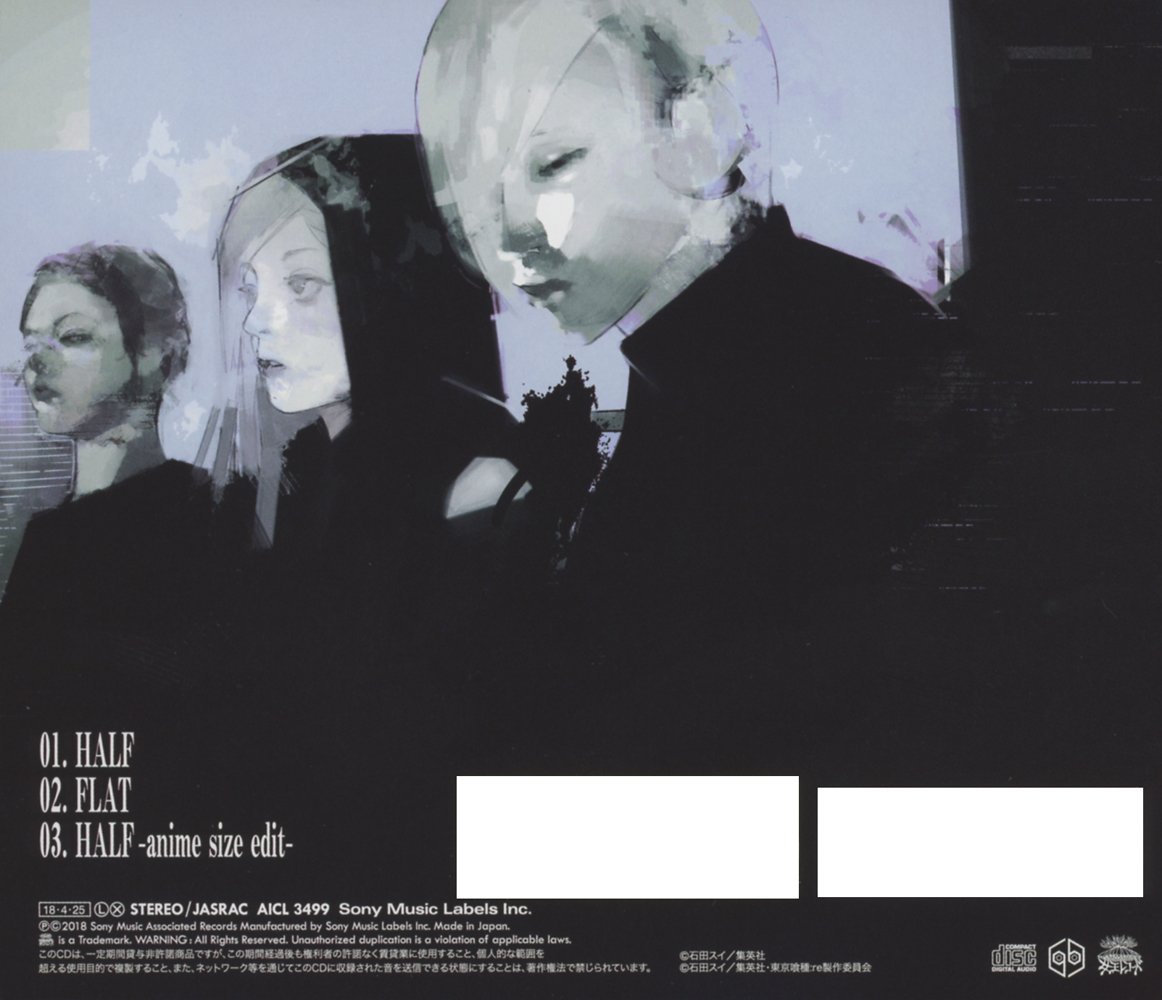 01. HALF
02. FLAT
03. HALF -anime size edit-
18・4・25 Ⓛ Ⓧ STEREO/JASRAC AICL 3499 Sony Music Labels Inc.
Ⓟ©2018 Sony Music Associated Records Manufactured by Sony Music Labels Inc. Made in Japan.
is a Trademark. WARNING : All Rights Reserved. Unauthorized duplication is a violation of applicable laws.
このCDは、一定期間貸与非許諾商品ですが、この期間経過後も権利者の許諾なく賃貸業に使用すること、個人的な範囲を
超える使用目的で複製すること、また、ネットワーク等を通じてこのCDに収録された音を送信できる状態にすることは、著作権法で禁じられています。
©石田スイ/集英社
©石田スイ/集英社・東京喰種:re製作委員会
COMPACT
disc
DIGITAL AUDIO